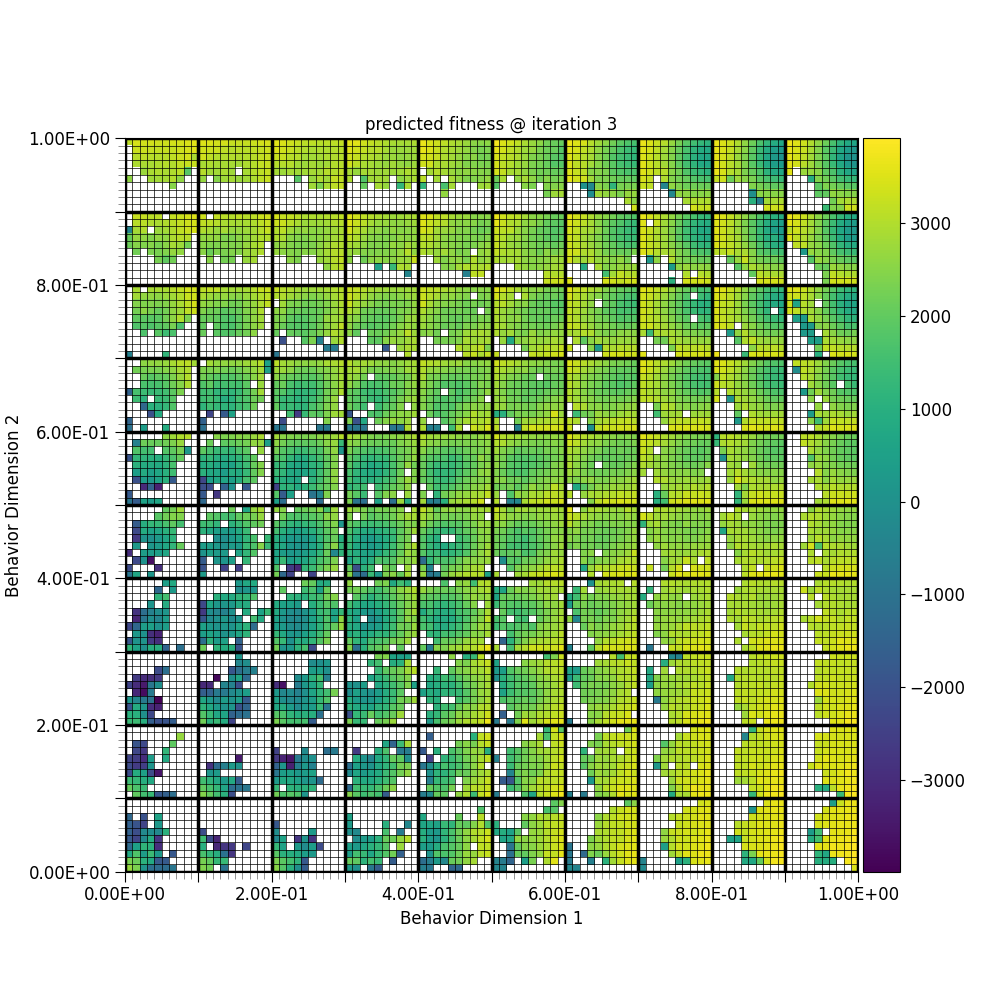 predicted fitness @ iteration 3
1.00E+00
8.00E-01
6.00E-01
4.00E-01
2.00E-01
0.00E+00
Behavior Dimension 2
0.00E+00 2.00E-01 4.00E-01 6.00E-01 8.00E-01 1.00E+00
Behavior Dimension 1
3000
2000
1000
0
−1000
−2000
−3000